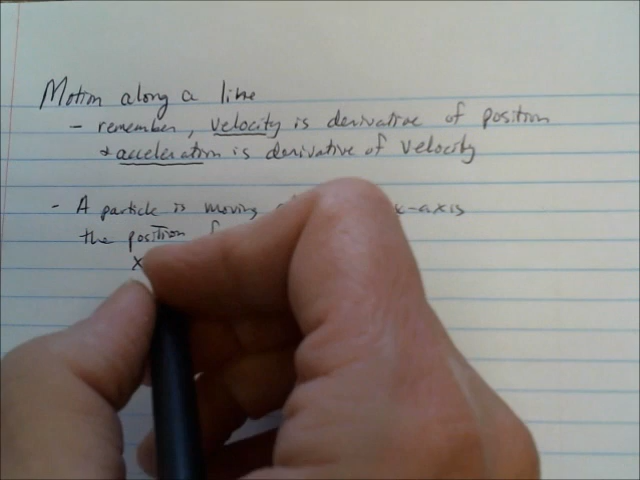 Motion along a line
- remember, velocity is derivative of position
+ acceleration is derivative of velocity
- A particle is moving x-axis
the position
x